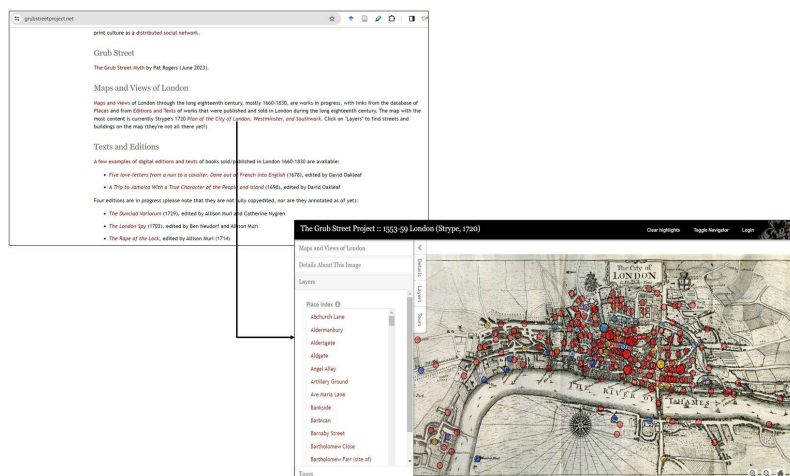 grubstreetproject.net
print culture as a distributed social network.
Grub Street
The Grub Street Myth by Pat Rogers (June 2023).
Maps and Views of London
Maps and views of London through the long eighteenth century, mostly 1660-1830, are works in progress, with links from the database of
Places and from Editions and Texts of works that were published and sold in London during the long eighteenth century. The map with the
most content is currently Strype's 1720 Plan of the City of London, Westminster, and Southwark. Click on 'Layers' to find streets and
buildings on the map (they're not all there yet!)
Texts and Editions
A few examples of digital editions and texts of books sold/published in London 1660-1830 are available:
• Five love-letters from a nun to a cavalier. Done out of French into English (1678), edited by David Oakleaf
• A Trip to Jamaica With a True Character of the People and Island (1698), edited by David Oakleaf
Four editions are in progress (please note that they are not fully copyedited, nor are they annotated as of yet):
• The Dunciad Variorum (1729), edited by Allison Muri and Catherine Nygren
• The London Spy (1703), edited by Ben Neudorf and Allison Muri
• The Rape of the Lock, edited by Allison Muri (1714)
The Grub Street Project :: 1553-59 London (Strype, 1720)
Clear highlights
Toggle Navigator
Login
Maps and Views of London
Details About This Image
Layers
Place Index
Abchurch Lane
Aldermanbury
Aldersgate
Aldgate
Angel Alley
Artillery Ground
Ave Maria Lane
Bankside
Barbican
Barnaby Street
Bartholomew Close
Bartholomew Fair (site of)
Tours
Details
Layers
Tours
The City of
LONDON
THE RIVER OF THAMES